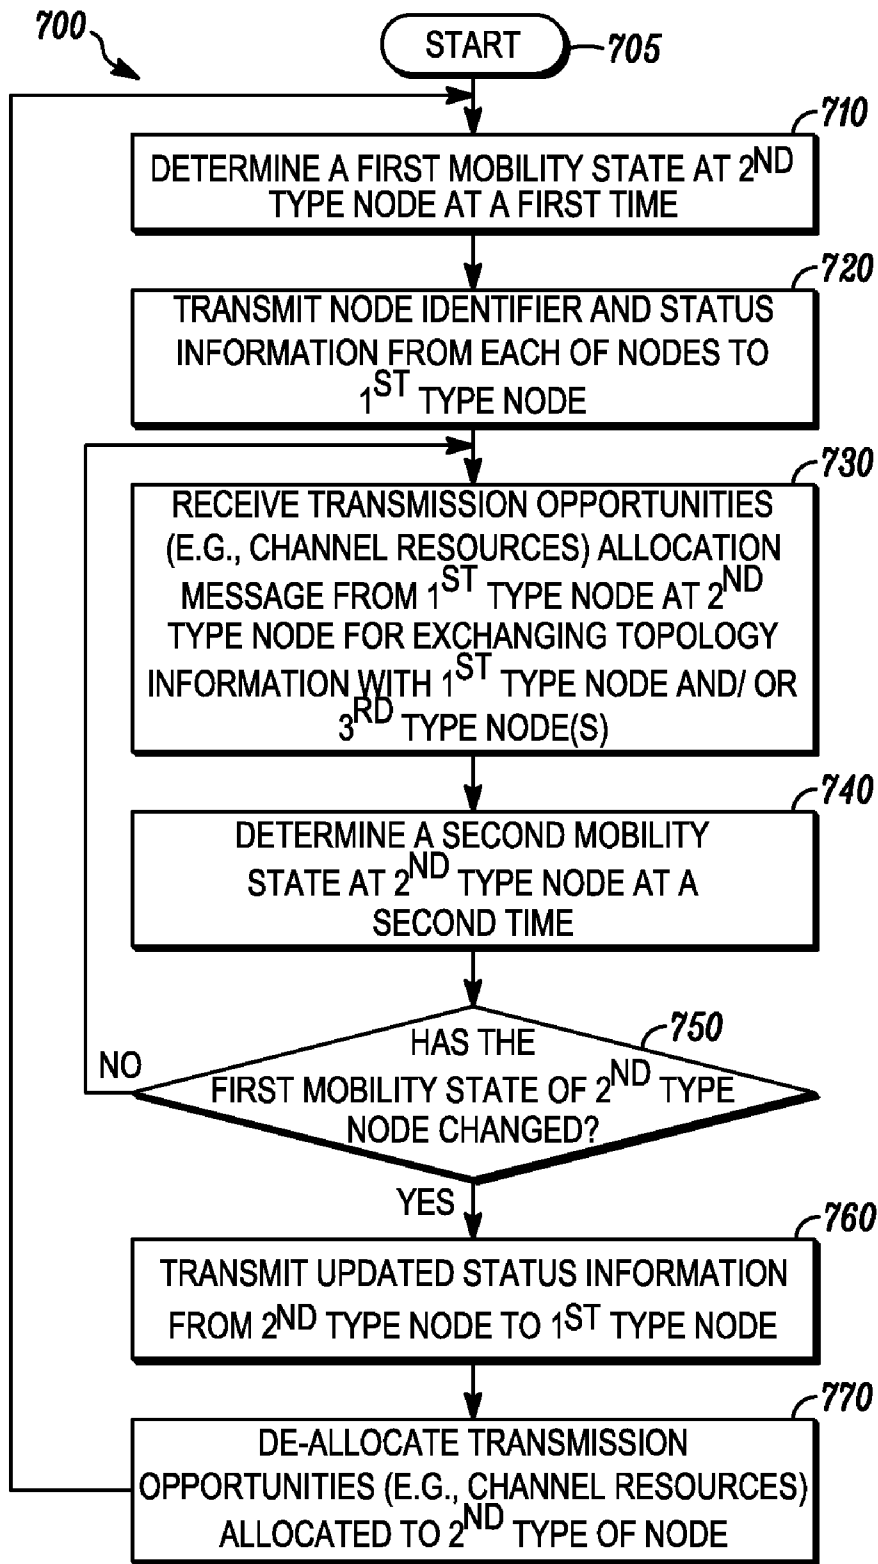 700
START
705
710
DETERMINE A FIRST MOBILITY STATE AT 2ND
TYPE NODE AT A FIRST TIME
720
TRANSMIT NODE IDENTIFIER AND STATUS
INFORMATION FROM EACH OF NODES TO
1ST TYPE NODE
730
RECEIVE TRANSMISSION OPPORTUNITIES
(E.G., CHANNEL RESOURCES) ALLOCATION
MESSAGE FROM 1ST TYPE NODE AT 2ND
TYPE NODE FOR EXCHANGING TOPOLOGY
INFORMATION WITH 1ST TYPE NODE AND/ OR
3RD TYPE NODE(S)
740
DETERMINE A SECOND MOBILITY
STATE AT 2ND TYPE NODE AT A
SECOND TIME
750
HAS THE
FIRST MOBILITY STATE OF 2ND TYPE
NODE CHANGED?
NO
YES
760
TRANSMIT UPDATED STATUS INFORMATION
FROM 2ND TYPE NODE TO 1ST TYPE NODE
770
DE-ALLOCATE TRANSMISSION
OPPORTUNITIES (E.G., CHANNEL RESOURCES)
ALLOCATED TO 2ND TYPE OF NODE